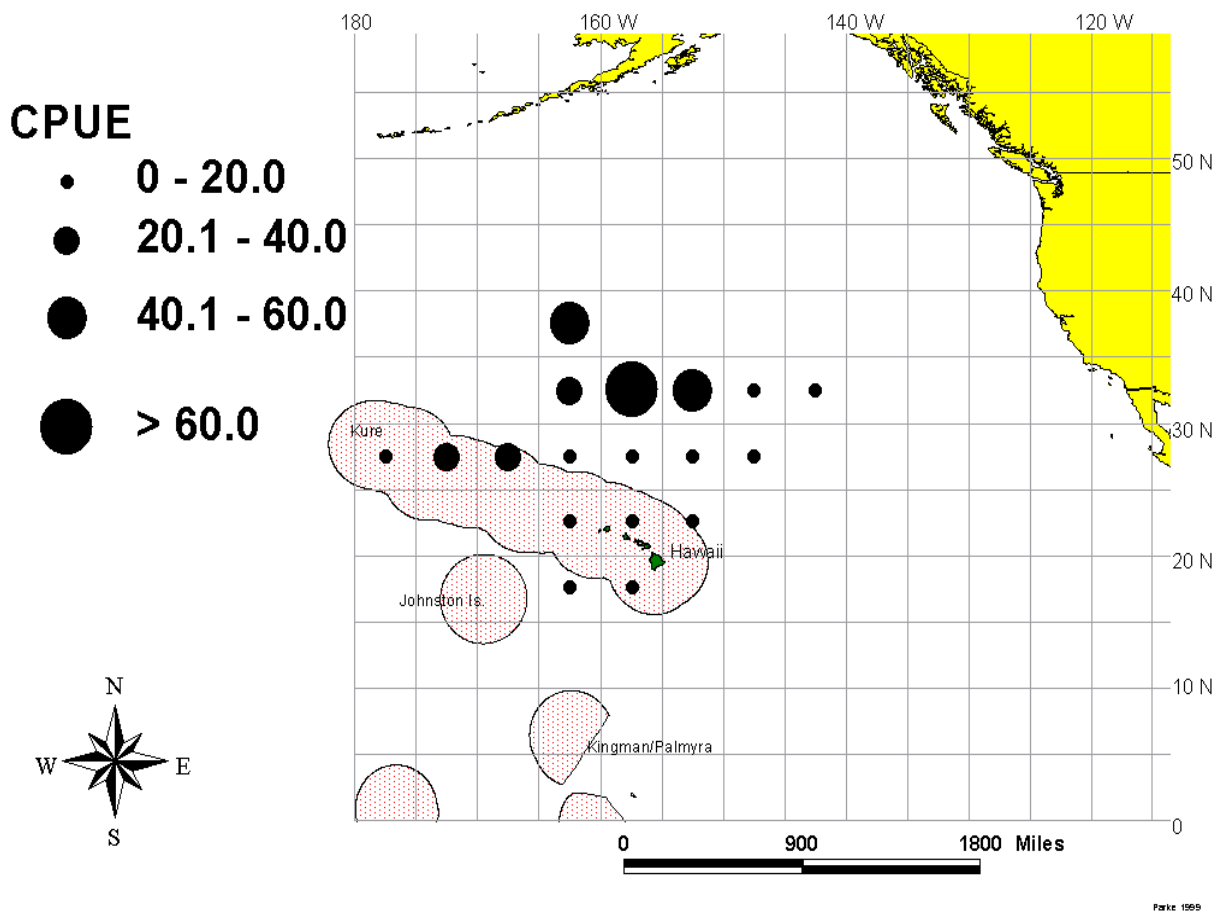 180 160 W 140 W 120 W
CPUE
0 - 20.0
20.1 - 40.0
40.1 - 60.0
> 60.0
50 N
40 N
30 N
20 N
10 N
0
Kure
Hawaii
Johnston Is.
Kingman/Palmyra
N
W E
S
0 900 1800 Miles
Parke 1999